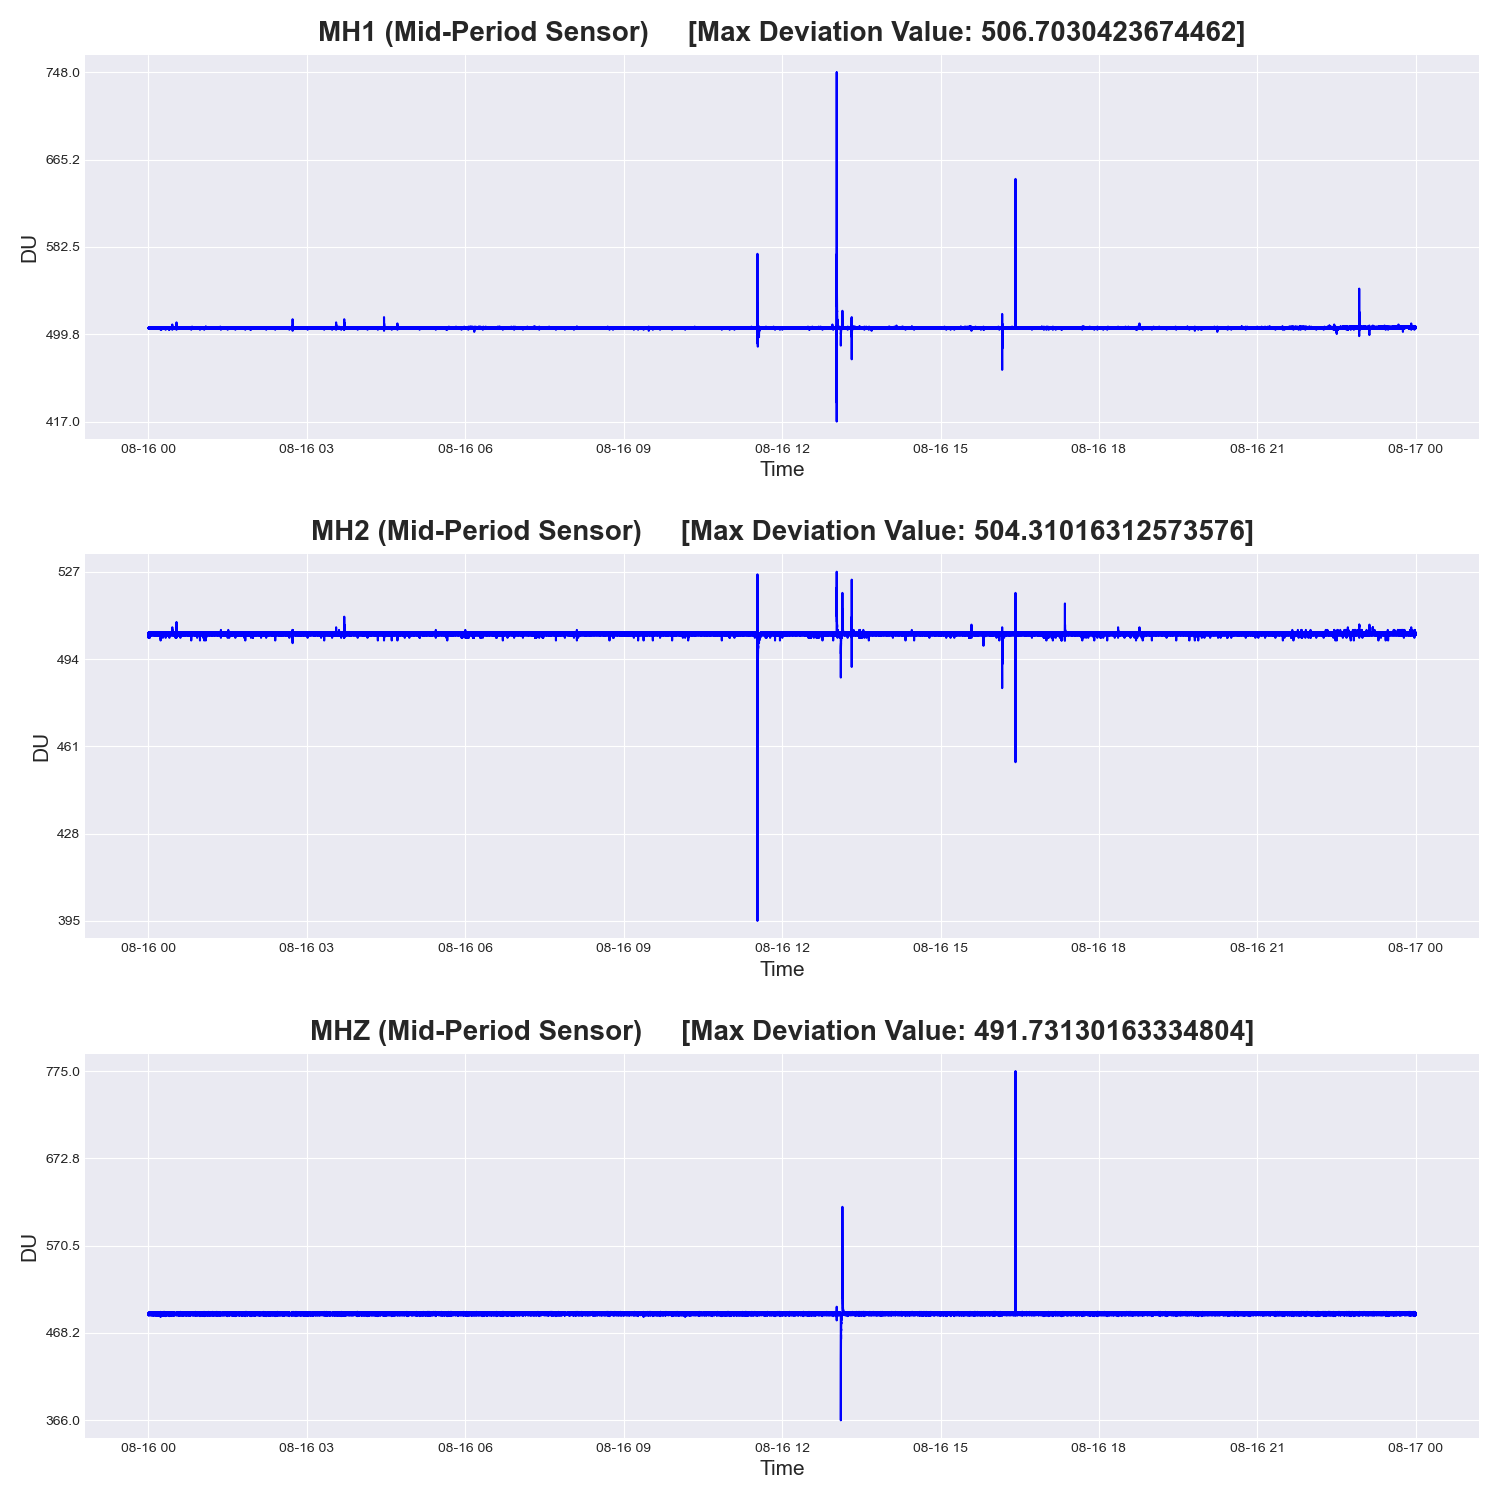 MH1 (Mid-Period Sensor) [Max Deviation Value: 506.7030423674462]
DU
748.0
665.2
582.5
499.8
417.0
08-16 00 08-16 03 08-16 06 08-16 09 08-16 12 08-16 15 08-16 18 08-16 21 08-17 00
Time
MH2 (Mid-Period Sensor) [Max Deviation Value: 504.31016312573576]
DU
527
494
461
428
395
08-16 00 08-16 03 08-16 06 08-16 09 08-16 12 08-16 15 08-16 18 08-16 21 08-17 00
Time
MHZ (Mid-Period Sensor) [Max Deviation Value: 491.73130163334804]
DU
775.0
672.8
570.5
468.2
366.0
08-16 00 08-16 03 08-16 06 08-16 09 08-16 12 08-16 15 08-16 18 08-16 21 08-17 00
Time